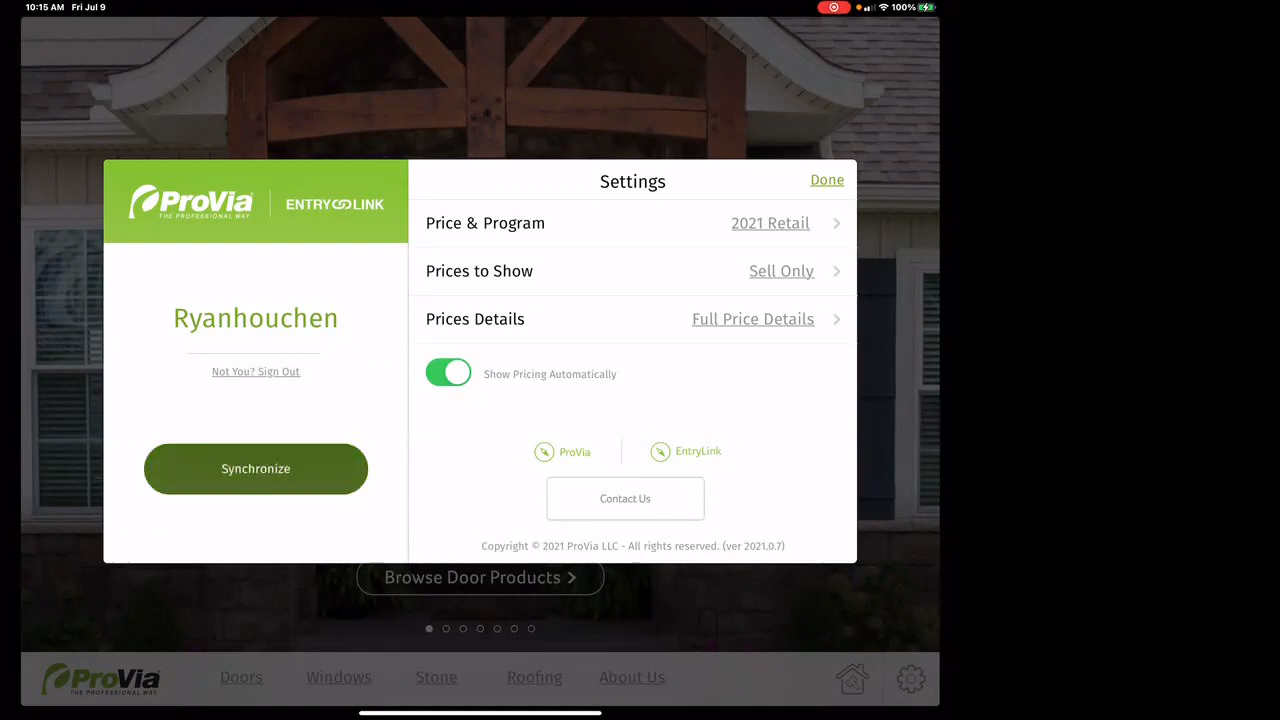 10:15 AM Fri Jul 9
100%
ProVia
THE PROFESSIONAL WAY
ENTRYLINK
Ryanhouchen
Not You? Sign Out
Synchronize
Settings
Done
Price & Program 2021 Retail
Prices to Show Sell Only
Prices Details Full Price Details
Show Pricing Automatically
ProVia
EntryLink
Contact Us
Copyright © 2021 ProVia LLC - All rights reserved. (ver 2021.0.7)
Browse Door Products >
ProVia
THE PROFESSIONAL WAY
Doors Windows Stone Roofing About Us